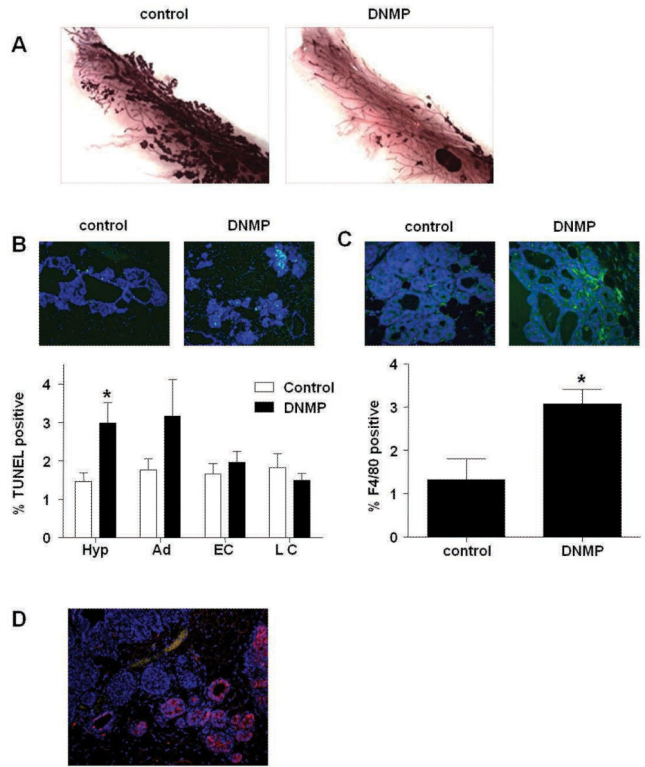 control DNMP
A
control DNMP
B
control DNMP
C
% TUNEL positive
4
3
2
1
0
*
Control
DNMP
Hyp Ad EC L C
% F4/80 positive
4
3
2
1
0
*
control DNMP
D